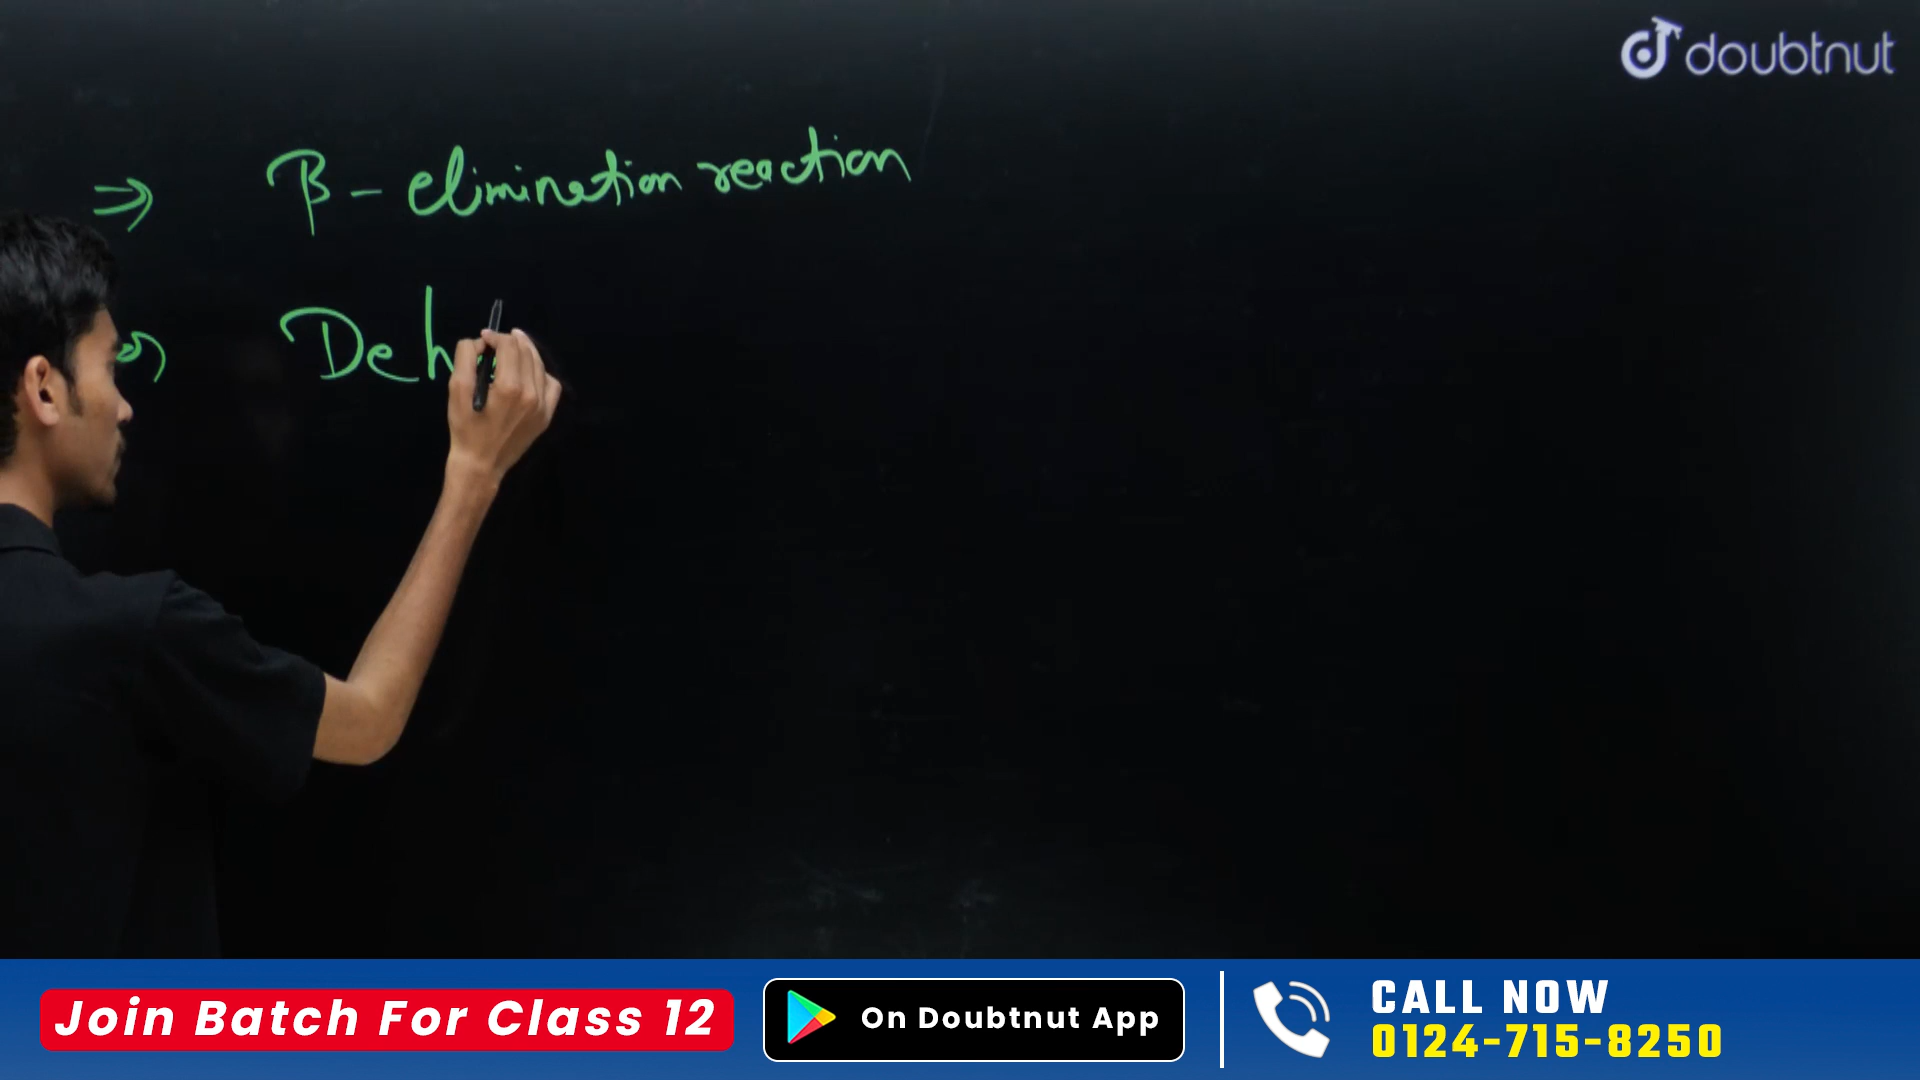 doubtnut
⇒ β - elimination reaction
Deh
Join Batch For Class 12
On Doubtnut App
CALL NOW
0124-715-8250